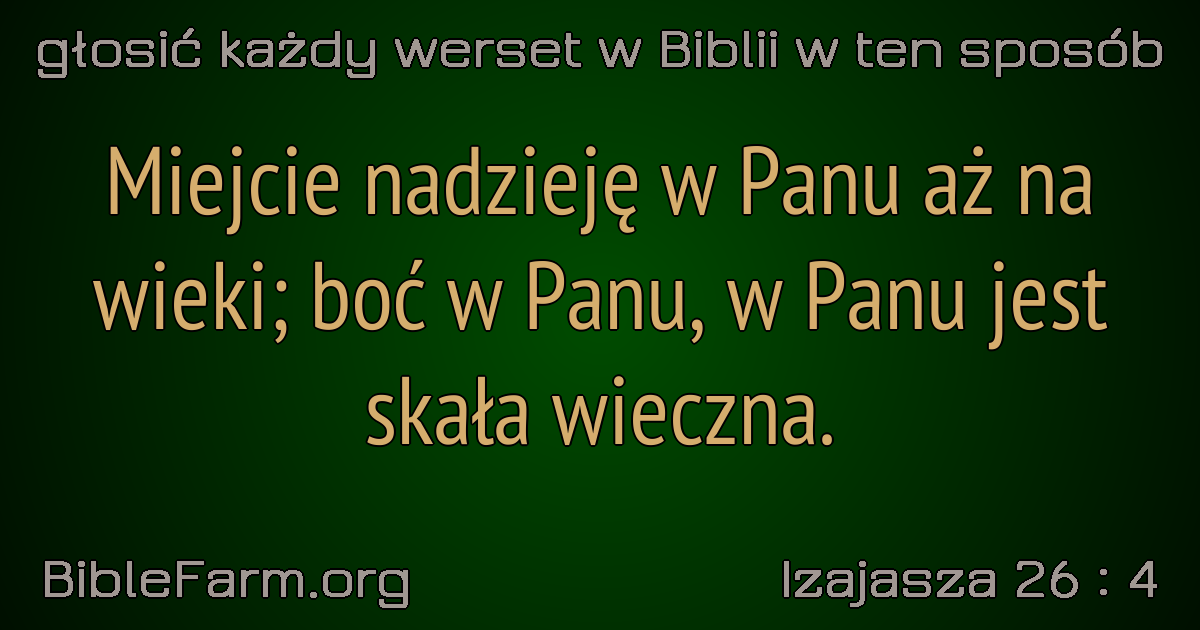 głosić każdy werset w Biblii w ten sposób
Miejcie nadzieję w Panu aż na
wieki; boć w Panu, w Panu jest
skała wieczna.
BibleFarm.org
Izajasza 26 : 4